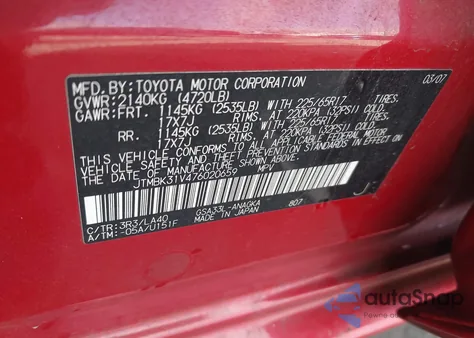 MFD. BY: TOYOTA MOTOR CORPORATION 03/07
GVWR: 2140KG (4720LB)
GAWR: FRT. 1145KG (2535LB) WITH 225/65R17 TIRES,
17X7J RIMS, AT 220KPA (32PSI) COLD.
RR. 1145KG (2535LB) WITH 225/65R17 TIRES,
17X7J RIMS, AT 220KPA (32PSI) COLD.
THIS VEHICLE CONFORMS TO ALL APPLICABLE FEDERAL MOTOR
VEHICLE SAFETY STANDARDS IN EFFECT ON THE DATE OF
MANUFACTURE SHOWN ABOVE.
JTMBK31V476020659 MPV
C/TR: 3R3/LA40 GSA33L-ANAGKA
A/TM: -05A/U151F MADE IN JAPAN 807
autoSnap